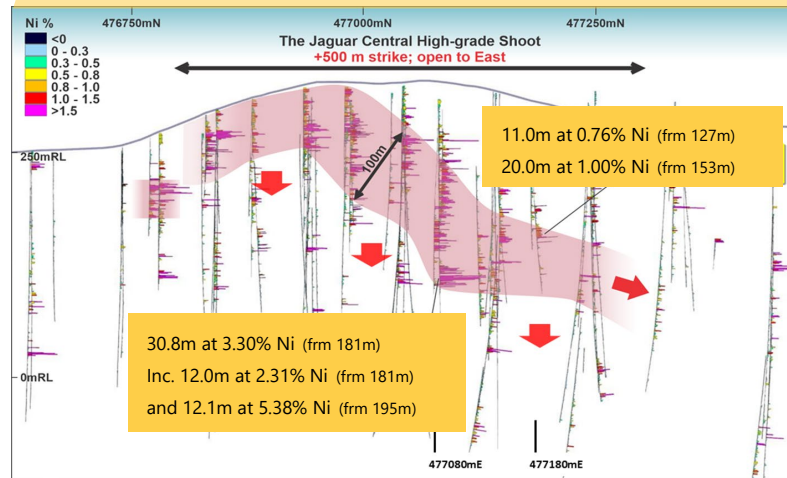 Ni %
<0
0 - 0.3
0.3 - 0.5
0.5 - 0.8
0.8 - 1.0
1.0 - 1.5
>1.5
476750mN
477000mN
477250mN
The Jaguar Central High-grade Shoot
+500 m strike; open to East
11.0m at 0.76% Ni (frm 127m)
20.0m at 1.00% Ni (frm 153m)
250mRL
100m
30.8m at 3.30% Ni (frm 181m)
Inc. 12.0m at 2.31% Ni (frm 181m)
and 12.1m at 5.38% Ni (frm 195m)
0mRL
477080mE
477180mE